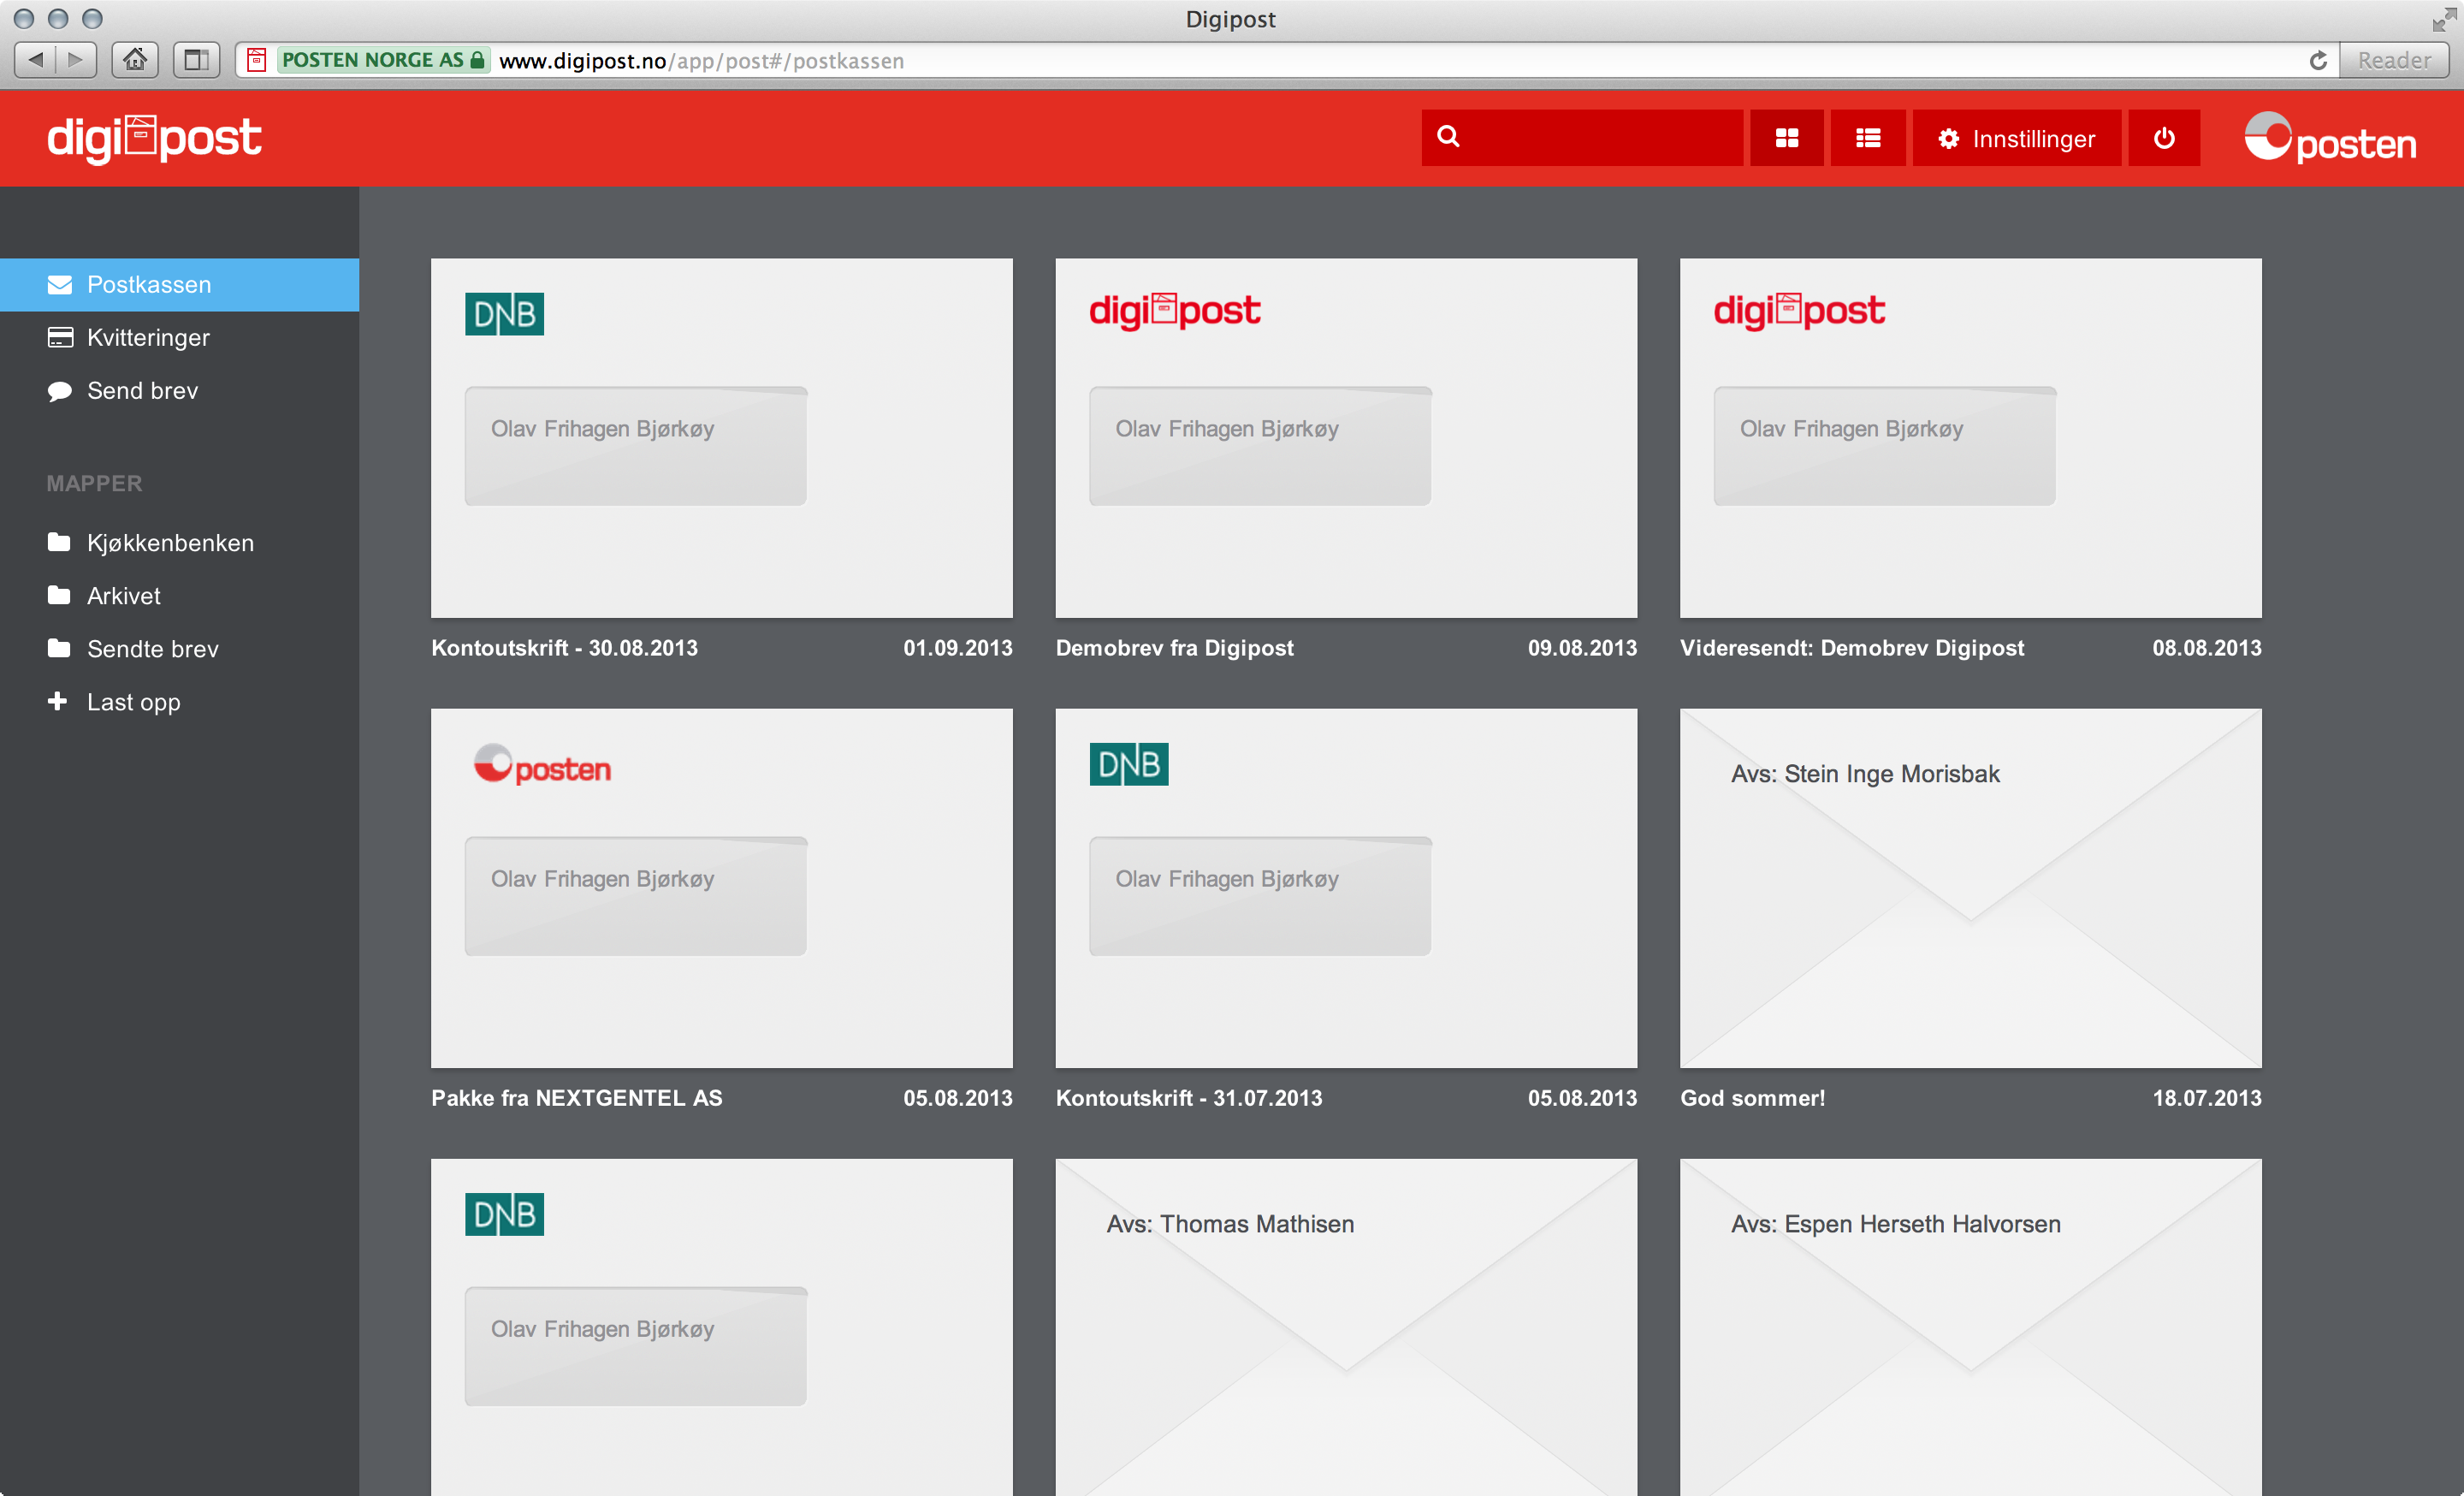 Digipost
POSTEN NORGE AS www.digipost.no/app/post#/postkassen
Reader
digipost
Innstillinger
posten
Postkassen
Kvitteringer
Send brev
MAPPER
Kjøkkenbenken
Arkivet
Sendte brev
Last opp
DNB
Olav Frihagen Bjørkøy
Kontoutskrift - 30.08.2013 01.09.2013
digipost
Olav Frihagen Bjørkøy
Demobrev fra Digipost 09.08.2013
digipost
Olav Frihagen Bjørkøy
Videresendt: Demobrev Digipost 08.08.2013
posten
Olav Frihagen Bjørkøy
Pakke fra NEXTGENTEL AS 05.08.2013
DNB
Olav Frihagen Bjørkøy
Kontoutskrift - 31.07.2013 05.08.2013
Avs: Stein Inge Morisbak
God sommer! 18.07.2013
DNB
Olav Frihagen Bjørkøy
Avs: Thomas Mathisen
Avs: Espen Herseth Halvorsen